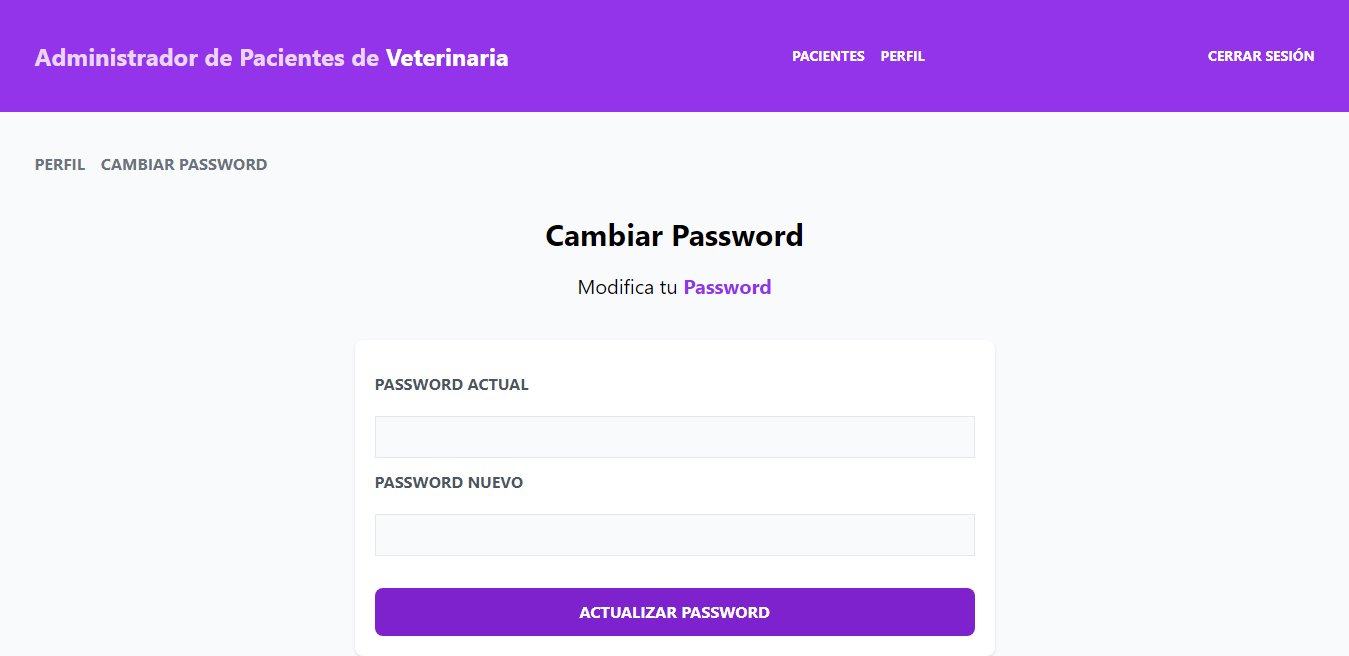 Administrador de Pacientes de Veterinaria
PACIENTES PERFIL
CERRAR SESIÓN
PERFIL CAMBIAR PASSWORD
Cambiar Password
Modifica tu Password
PASSWORD ACTUAL
PASSWORD NUEVO
ACTUALIZAR PASSWORD